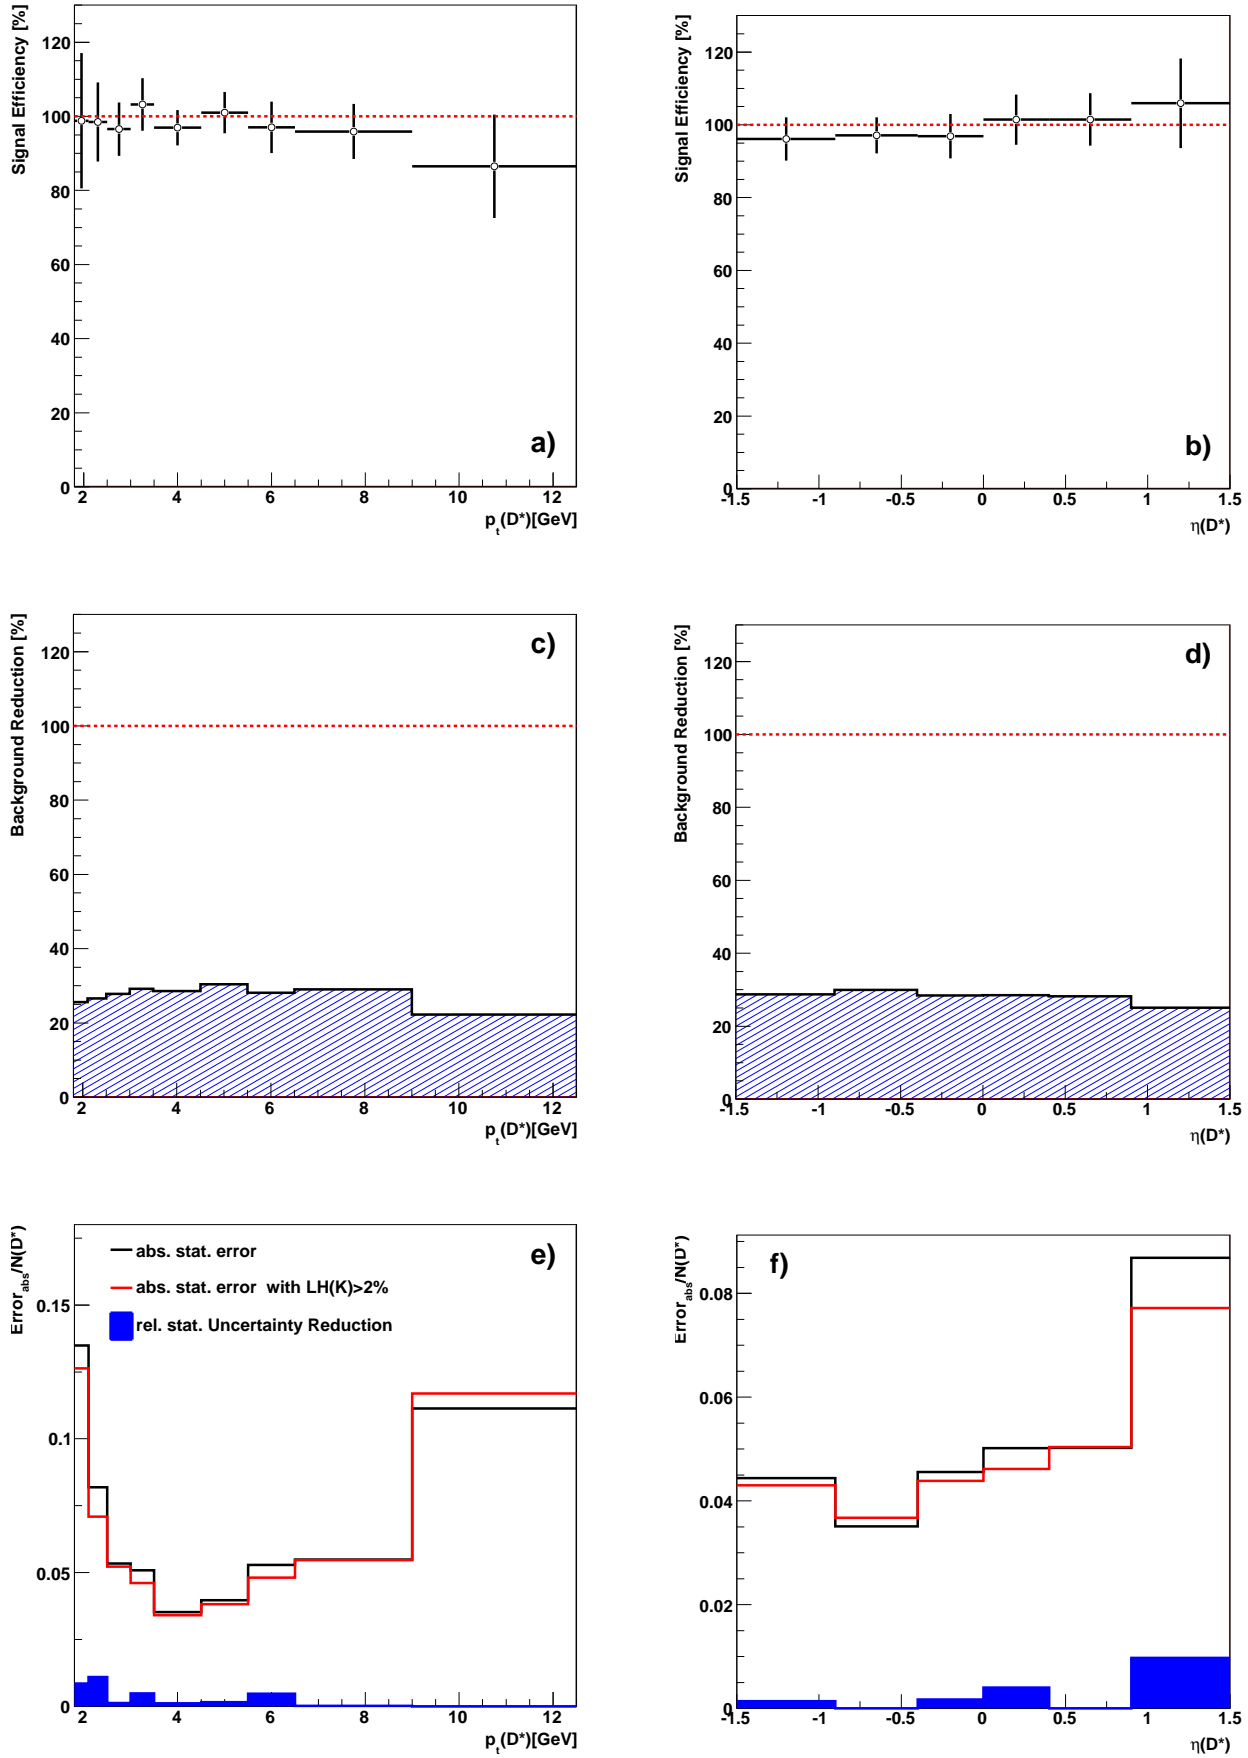 Signal Efficiency [%]
120
100
80
60
40
20
0
a)
2 4 6 8 10 12
p_t(D*)[GeV]
Signal Efficiency [%]
120
100
80
60
40
20
0
b)
-1.5 -1 -0.5 0 0.5 1 1.5
η(D*)
Background Reduction [%]
120
100
80
60
40
20
0
c)
2 4 6 8 10 12
p_t(D*)[GeV]
Background Reduction [%]
120
100
80
60
40
20
0
d)
-1.5 -1 -0.5 0 0.5 1 1.5
η(D*)
Error_abs/N(D*)
abs. stat. error
e)
abs. stat. error with LH(K)>2%
rel. stat. Uncertainty Reduction
0.15
0.1
0.05
0
2 4 6 8 10 12
p_t(D*)[GeV]
Error_abs/N(D*)
f)
0.08
0.06
0.04
0.02
0
-1.5 -1 -0.5 0 0.5 1 1.5
η(D*)